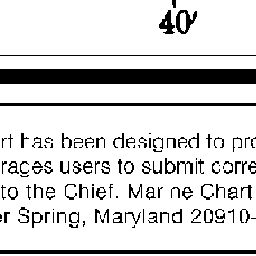 40′
rt has been designed to pro
rages users to submit corre
to the Chief. Mar ne Chart
er Spring, Maryland 20910-